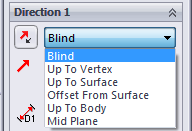 Direction 1
Blind
Blind
Up To Vertex
Up To Surface
Offset From Surface
Up To Body
Mid Plane
D1